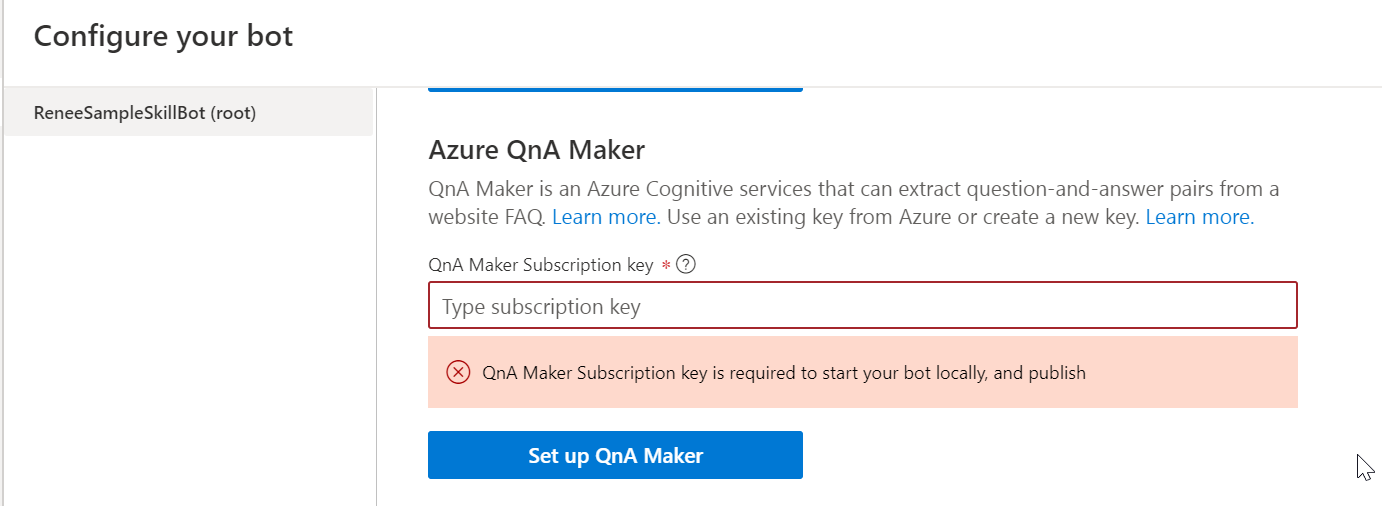 Configure your bot
ReneeSampleSkillBot (root)
Azure QnA Maker
QnA Maker is an Azure Cognitive services that can extract question-and-answer pairs from a
website FAQ. Learn more. Use an existing key from Azure or create a new key. Learn more.
QnA Maker Subscription key * ?
Type subscription key
QnA Maker Subscription key is required to start your bot locally, and publish
Set up QnA Maker